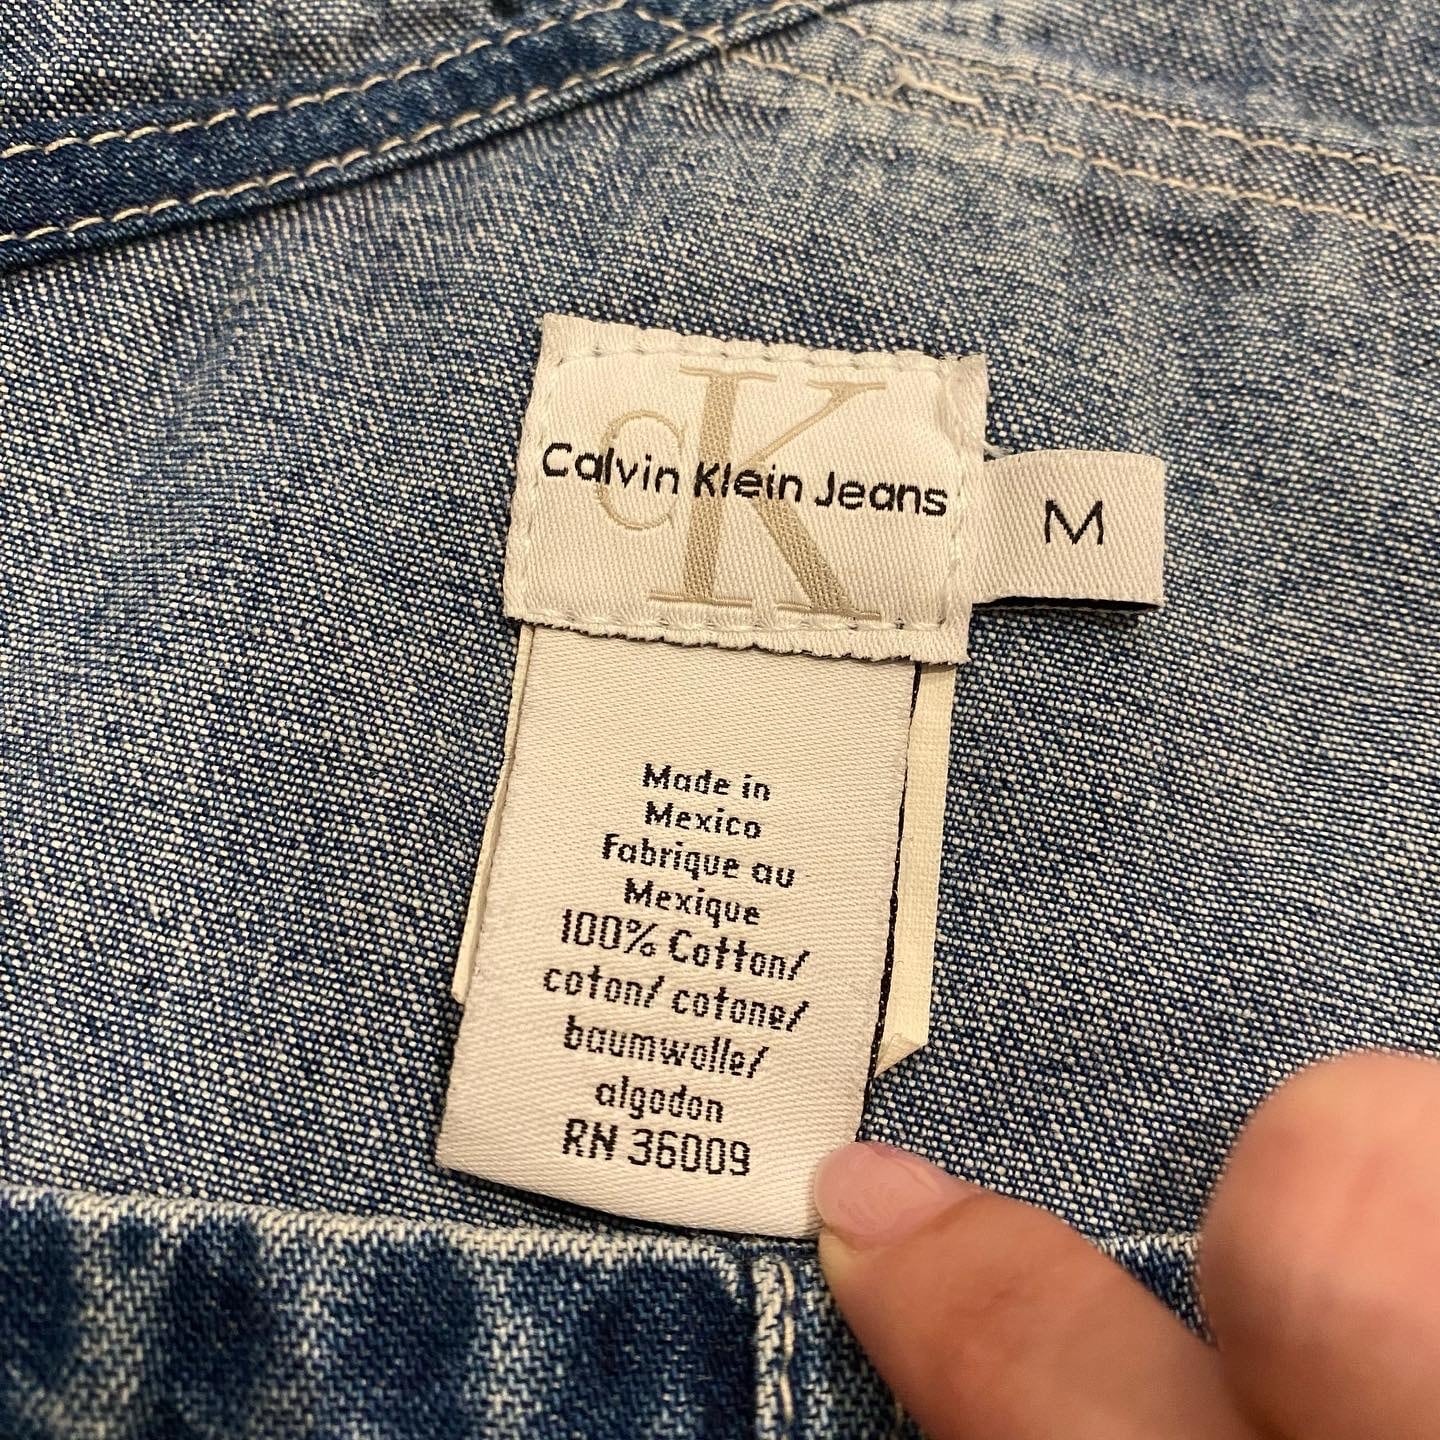 CK
Calvin Klein Jeans
M
Made in
Mexico
Fabrique au
Mexique
100% Cotton/
coton/ cotone/
baumwolle/
algodon
RN 36009